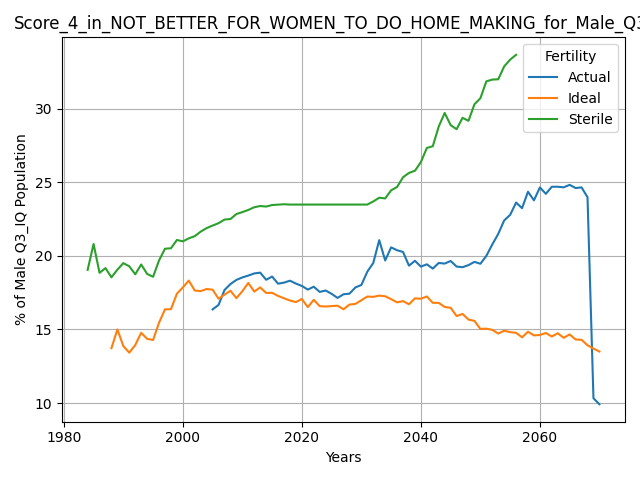 Score_4_in_NOT_BETTER_FOR_WOMEN_TO_DO_HOME_MAKING_for_Male_Q3
Fertility
Actual
Ideal
Sterile
% of Male Q3_IQ Population
30
25
20
15
10
1980
2000
2020
2040
2060
Years